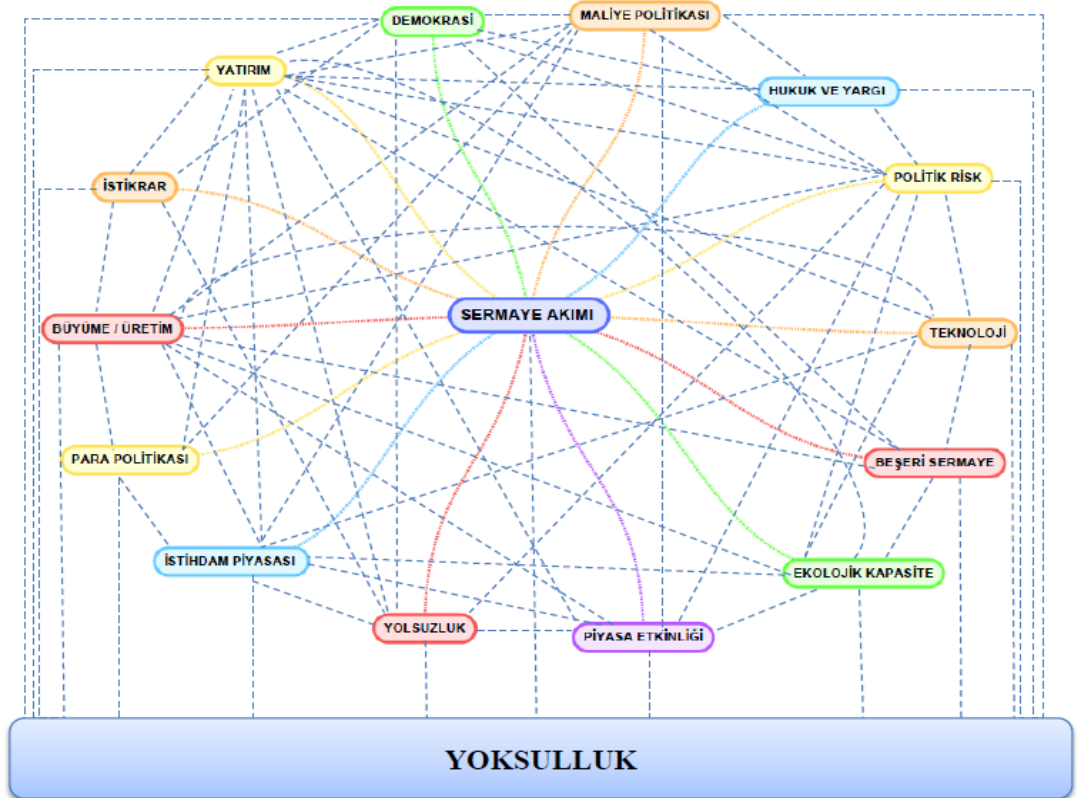 DEMOKRASİ
MALİYE POLİTİKASI
YATIRIM
HUKUK VE YARGI
İSTİKRAR
POLİTİK RİSK
SERMAYE AKIMI
BÜYÜME / ÜRETİM
TEKNOLOJİ
PARA POLİTİKASI
BEŞERİ SERMAYE
İSTİHDAM PİYASASI
EKOLOJİK KAPASİTE
YOLSUZLUK
PİYASA ETKİNLİĞİ
YOKSULLUK